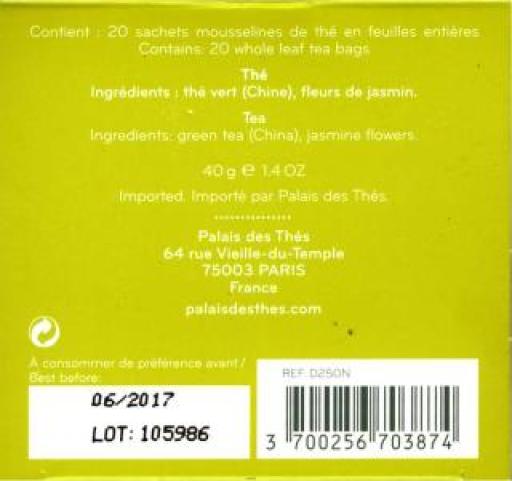 Contient : 20 sachets mousselines de thé en feuilles entières
Contains: 20 whole leaf tea bags
Thé
Ingrédients : thé vert (Chine), fleurs de jasmin.
Tea
Ingredients: green tea (China), jasmine flowers.
40 g ℮ 1.4 OZ
Imported. Importé par Palais des Thés.
Palais des Thés
64 rue Vieille-du-Temple
75003 PARIS
France
palaisdesthes.com
À consommer de préférence avant /
Best before:
06/2017
LOT: 105986
REF. D250N
3 700256 703874